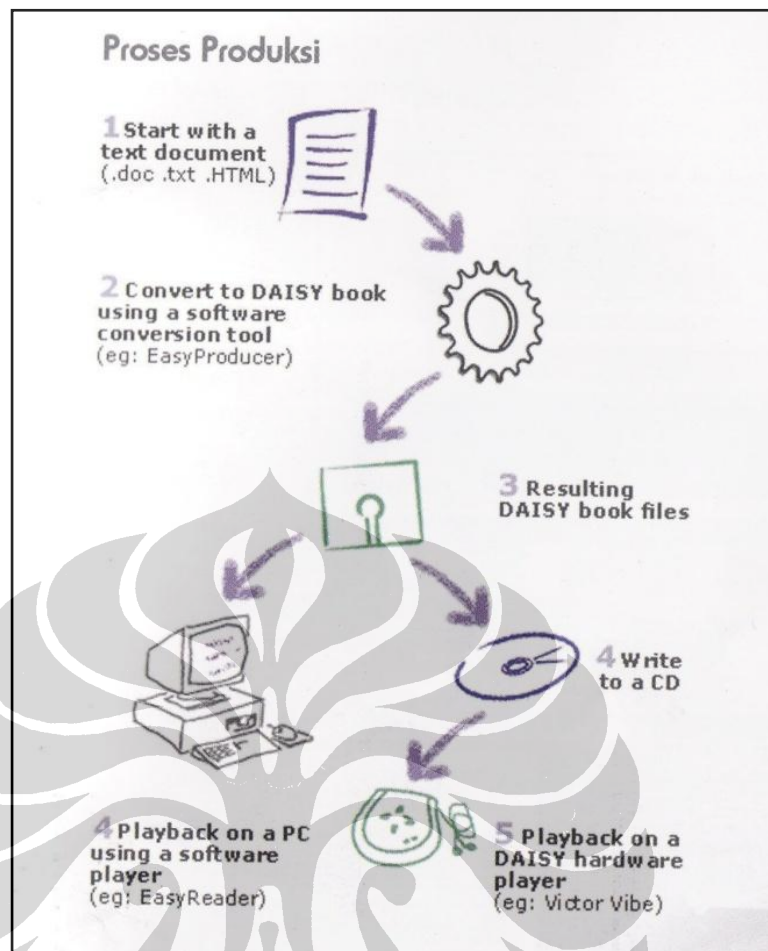 Proses Produksi
1 Start with a
text document
(.doc .txt .HTML)
2 Convert to DAISY book
using a software
conversion tool
(eg: EasyProducer)
3 Resulting
DAISY book files
4 Write
to a CD
4 Playback on a PC
using a software
player
(eg: EasyReader)
5 Playback on a
DAISY hardware
player
(eg: Victor Vibe)